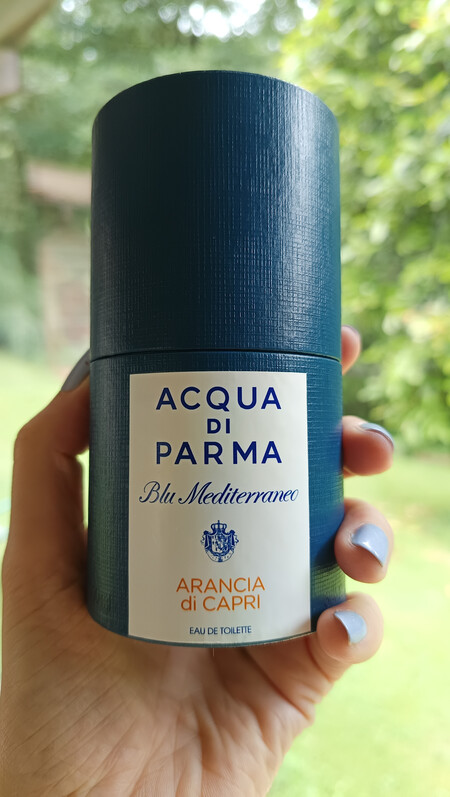 ACQUA
DI
PARMA
Blu Mediterraneo
ARANCIA
di CAPRI
EAU DE TOILETTE